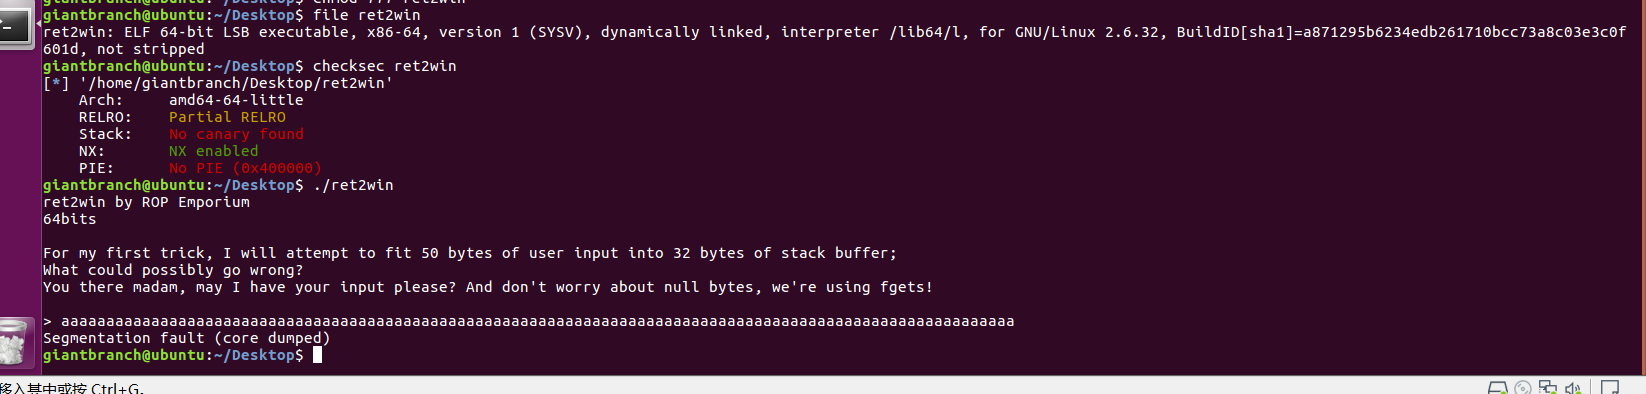 giantbranch@ubuntu:~/Desktop$ chmod 777 ret2win
giantbranch@ubuntu:~/Desktop$ file ret2win
ret2win: ELF 64-bit LSB executable, x86-64, version 1 (SYSV), dynamically linked, interpreter /lib64/l, for GNU/Linux 2.6.32, BuildID[sha1]=a871295b6234edb261710bcc73a8c03e3c0f
601d, not stripped
giantbranch@ubuntu:~/Desktop$ checksec ret2win
[*] '/home/giantbranch/Desktop/ret2win'
Arch: amd64-64-little
RELRO: Partial RELRO
Stack: No canary found
NX: NX enabled
PIE: No PIE (0x400000)
giantbranch@ubuntu:~/Desktop$ ./ret2win
ret2win by ROP Emporium
64bits
For my first trick, I will attempt to fit 50 bytes of user input into 32 bytes of stack buffer;
What could possibly go wrong?
You there madam, may I have your input please? And don't worry about null bytes, we're using fgets!
> aaaaaaaaaaaaaaaaaaaaaaaaaaaaaaaaaaaaaaaaaaaaaaaaaaaaaaaaaaaaaaaaaaaaaaaaaaaaaaaaaaaaaaaaaaaaaaaaaaaaaaaaaa
Segmentation fault (core dumped)
giantbranch@ubuntu:~/Desktop$
移入其中或按 Ctrl+G。